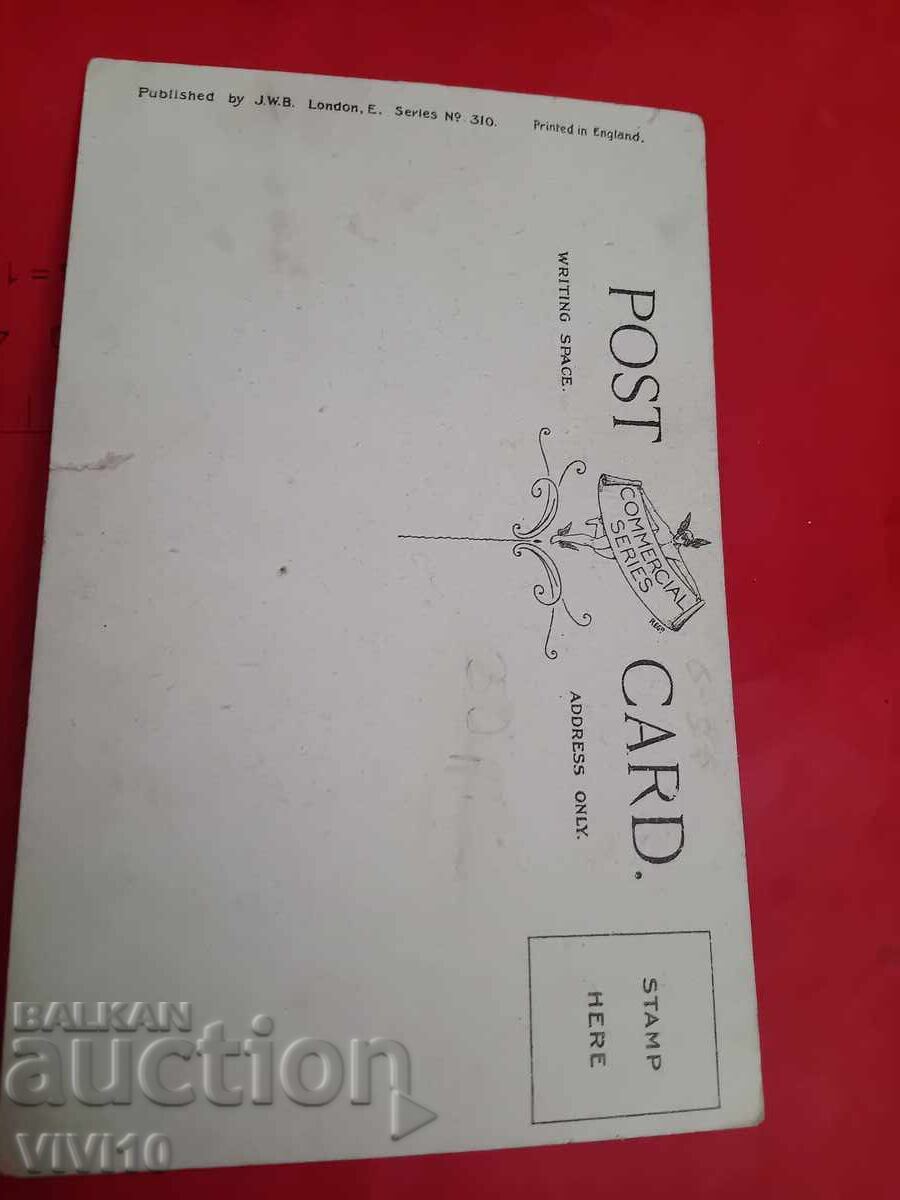 Published by J.W.B. London, E. Series No. 310. Printed in England.
POST CARD.
COMMERCIAL
SERIES
REGD
WRITING SPACE.
ADDRESS ONLY.
STAMP
HERE
BALKAN
auction
VIVI10